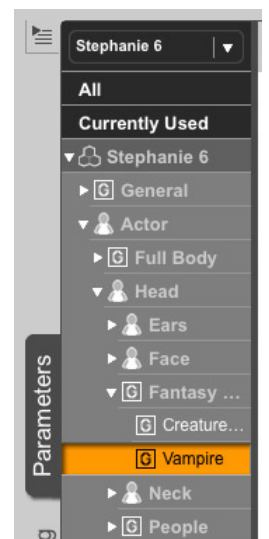 Stephanie 6
All
Currently Used
Stephanie 6
G General
Actor
G Full Body
Head
Ears
Face
G Fantasy ...
G Creature...
G Vampire
Neck
G People
Parameters